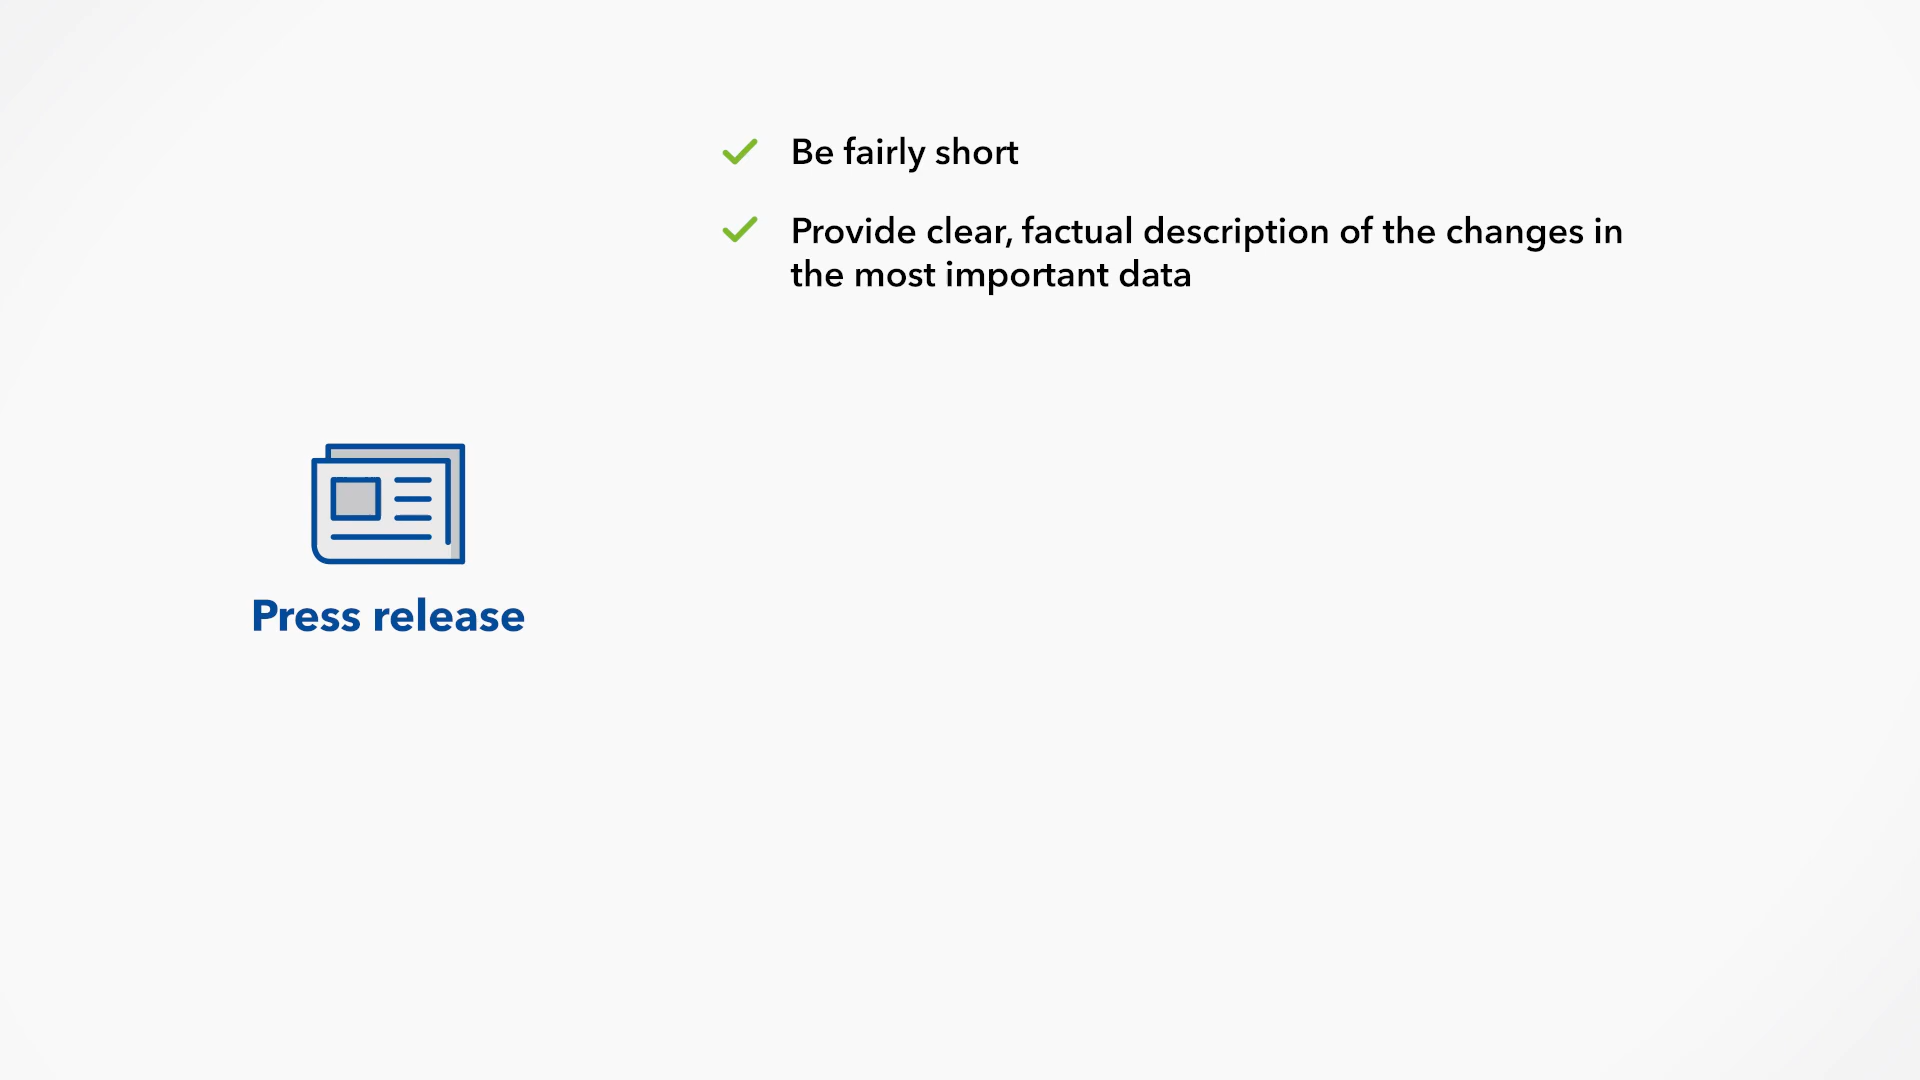 Be fairly short
Provide clear, factual description of the changes in
the most important data
Press release